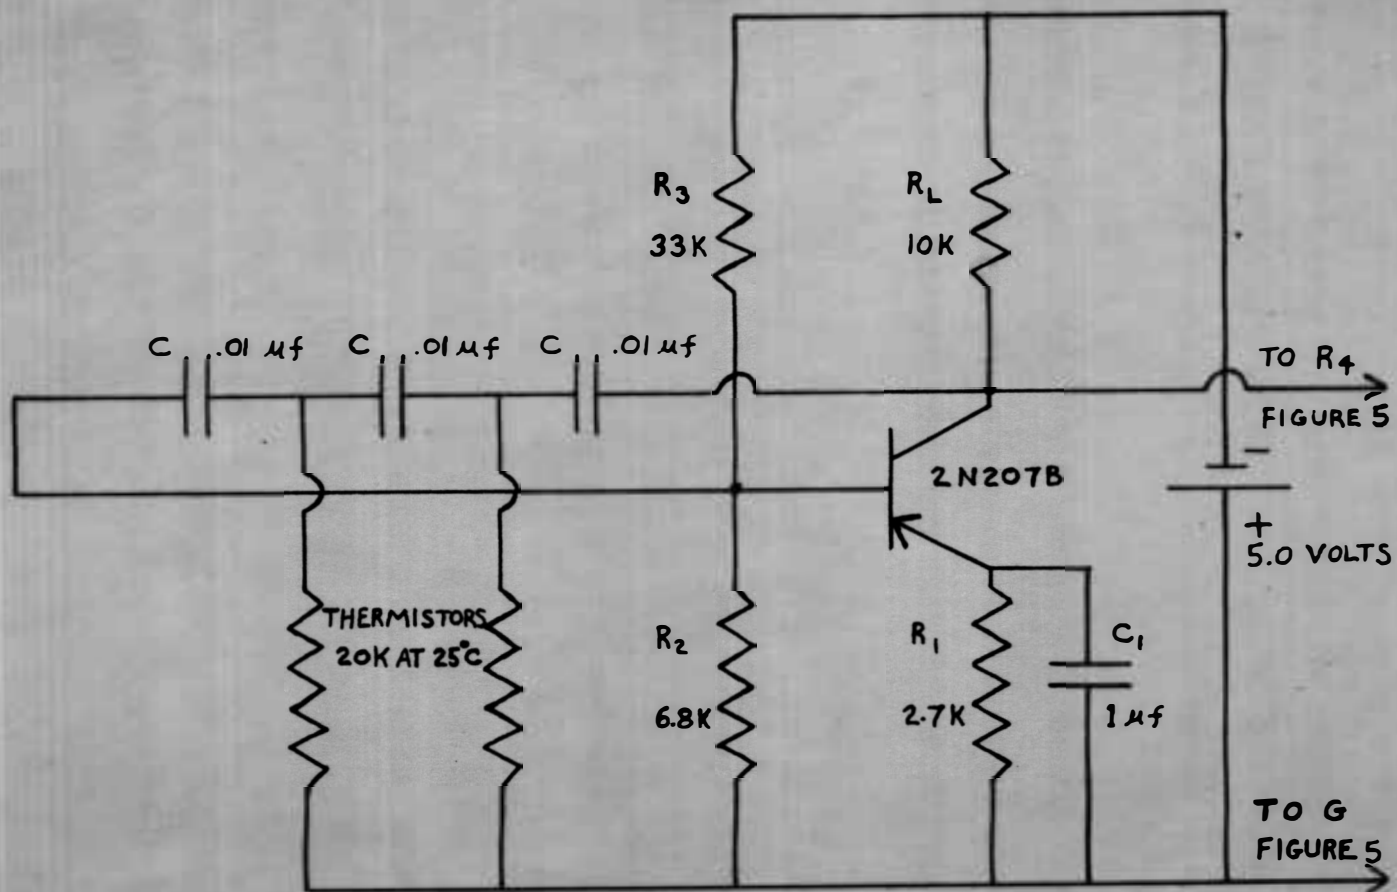 R3
33K
RL
10K
C .01 μf
C .01 μf
C .01 μf
TO R4
FIGURE 5
2N207B
−
+
5.0 VOLTS
THERMISTORS
20K AT 25°C
R2
6.8K
R1
2.7K
C1
1 μf
TO G
FIGURE 5